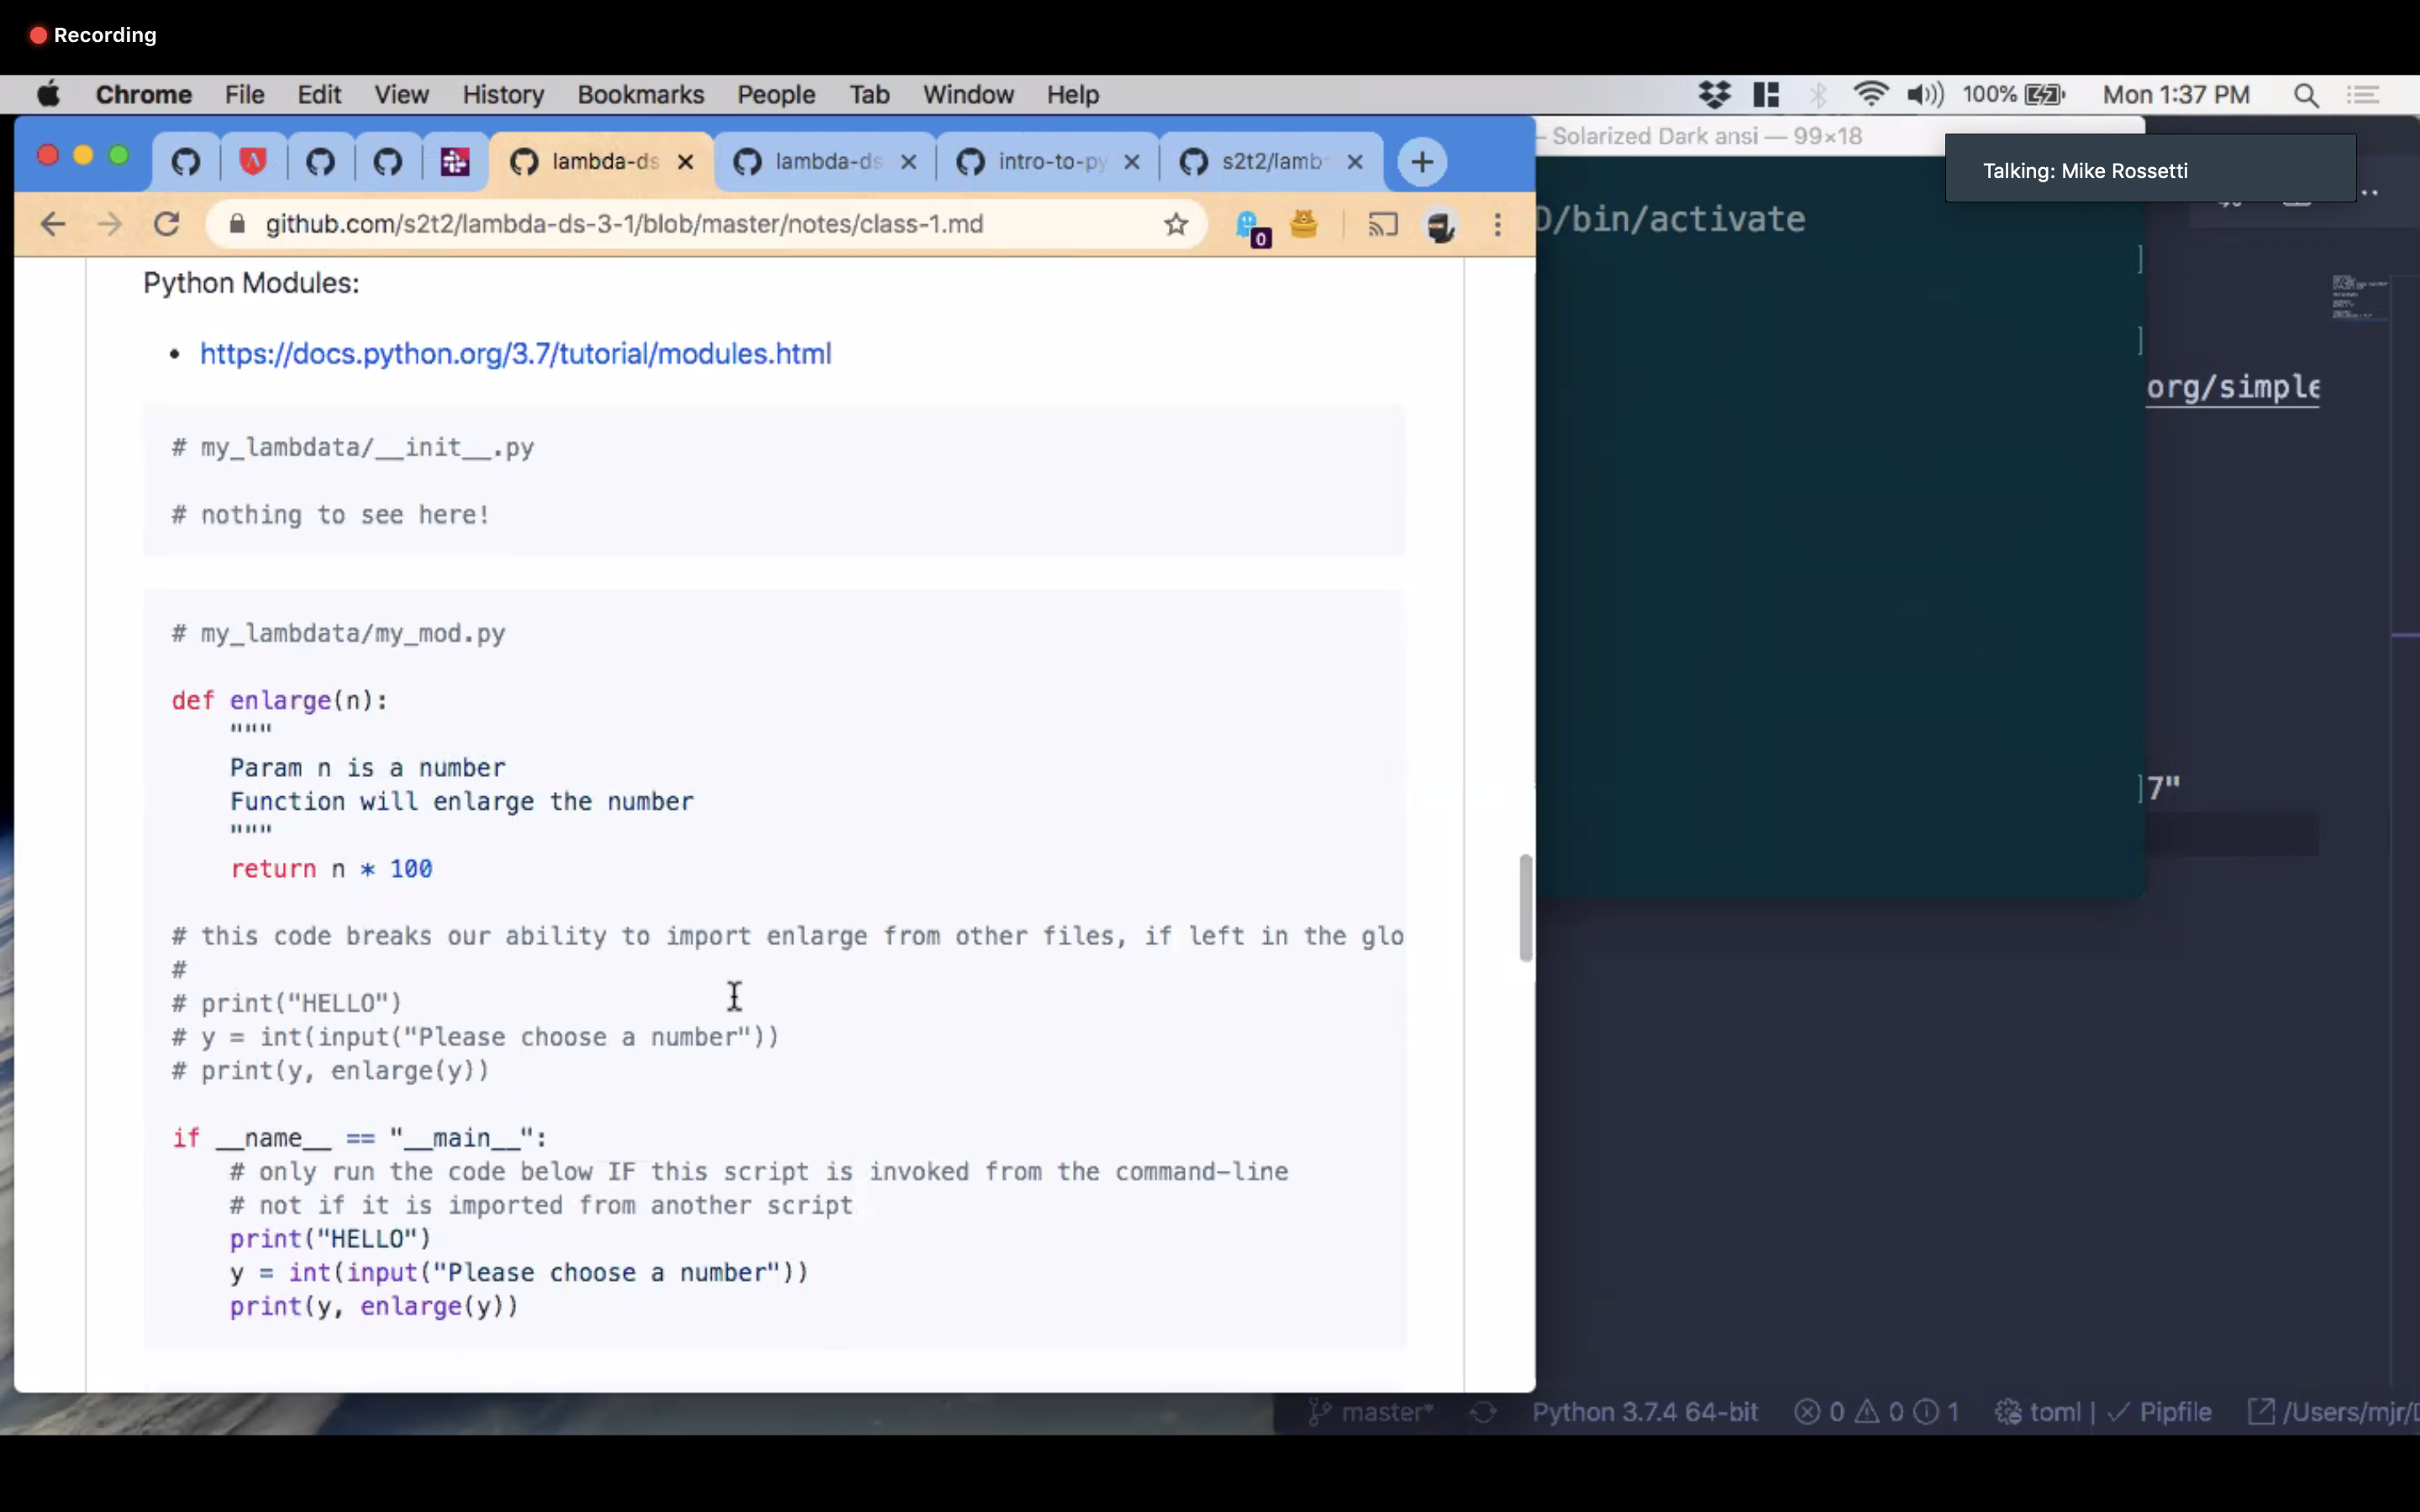 Recording
Chrome File Edit View History Bookmarks People Tab Window Help 100% Mon 1:37 PM
Solarized Dark ansi — 99×18
Talking: Mike Rossetti
lambda-ds lambda-ds intro-to-py s2t2/lamb
github.com/s2t2/lambda-ds-3-1/blob/master/notes/class-1.md
0
/bin/activate
]
]
org/simple
]7"
Python Modules:
• https://docs.python.org/3.7/tutorial/modules.html
# my_lambdata/__init__.py
# nothing to see here!
# my_lambdata/my_mod.py
def enlarge(n):
"""
Param n is a number
Function will enlarge the number
"""
return n * 100
# this code breaks our ability to import enlarge from other files, if left in the glo
#
# print("HELLO")
# y = int(input("Please choose a number"))
# print(y, enlarge(y))
if __name__ == "__main__":
# only run the code below IF this script is invoked from the command-line
# not if it is imported from another script
print("HELLO")
y = int(input("Please choose a number"))
print(y, enlarge(y))
master* Python 3.7.4 64-bit 0 0 1 toml | ✓ Pipfile /Users/mjr/